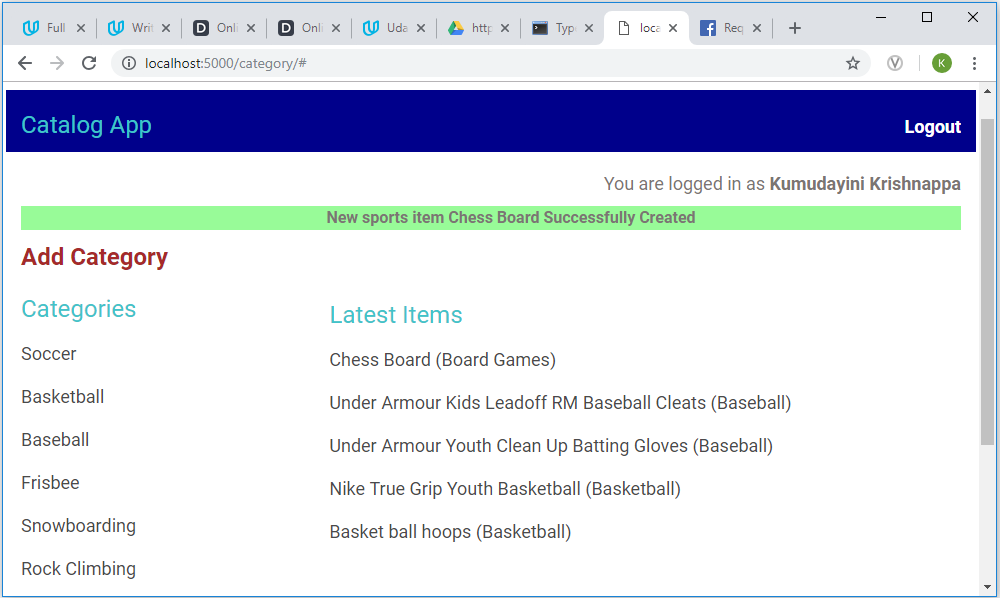 Full
Writ
Onli
Onli
Uda
http
Type
loca
Req
localhost:5000/category/#
K
Catalog App
Logout
You are logged in as Kumudayini Krishnappa
New sports item Chess Board Successfully Created
Add Category
Categories
Latest Items
Soccer
Chess Board (Board Games)
Basketball
Under Armour Kids Leadoff RM Baseball Cleats (Baseball)
Baseball
Under Armour Youth Clean Up Batting Gloves (Baseball)
Frisbee
Nike True Grip Youth Basketball (Basketball)
Snowboarding
Basket ball hoops (Basketball)
Rock Climbing